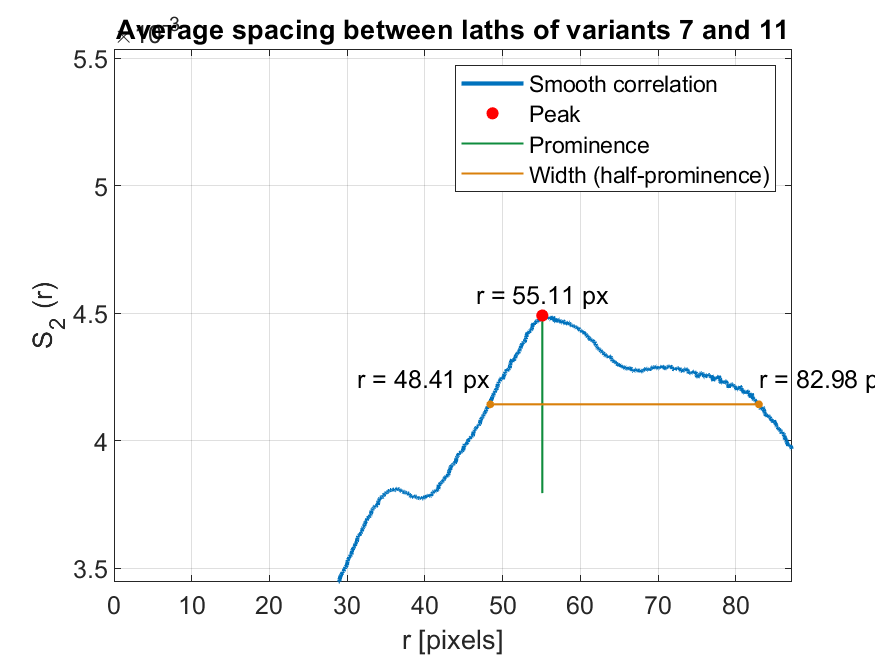 Average spacing between laths of variants 7 and 11
×10-3
5.5
5
4.5
4
3.5
S2 (r)
Smooth correlation
Peak
Prominence
Width (half-prominence)
r = 55.11 px
r = 48.41 px
r = 82.98 p
0 10 20 30 40 50 60 70 80
r [pixels]